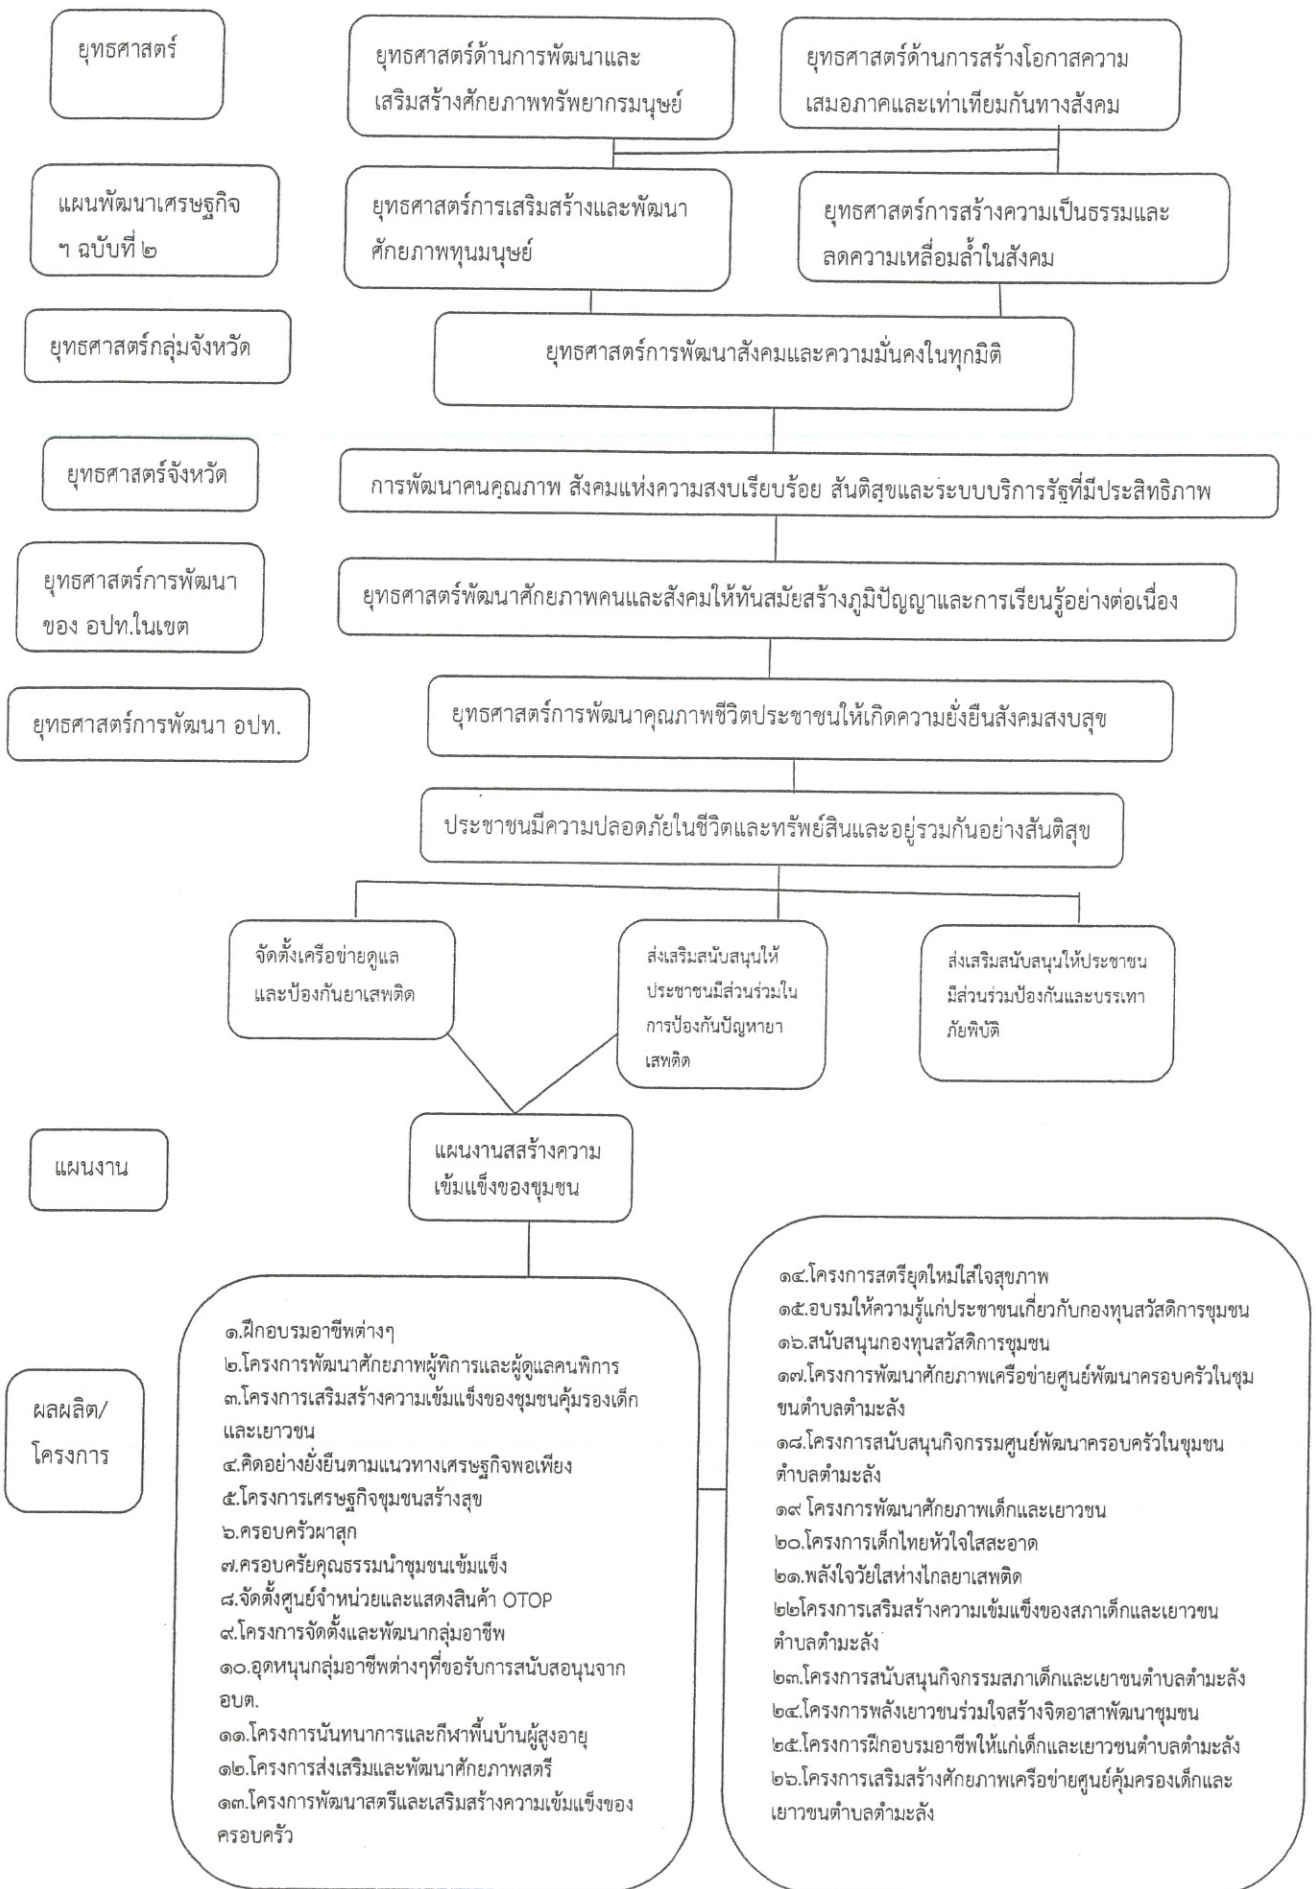 ยุทธศาสตร์
ยุทธศาสตร์ด้านการพัฒนาและ
เสริมสร้างศักยภาพทรัพยากรมนุษย์
ยุทธศาสตร์ด้านการสร้างโอกาสความ
เสมอภาคและเท่าเทียมกันทางสังคม
แผนพัฒนาเศรษฐกิจ
ฯ ฉบับที่ ๒
ยุทธศาสตร์การเสริมสร้างและพัฒนา
ศักยภาพทุนมนุษย์
ยุทธศาสตร์การสร้างความเป็นธรรมและ
ลดความเหลื่อมล้ำในสังคม
ยุทธศาสตร์กลุ่มจังหวัด
ยุทธศาสตร์การพัฒนาสังคมและความมั่นคงในทุกมิติ
ยุทธศาสตร์จังหวัด
การพัฒนาคนคุณภาพ สังคมแห่งความสงบเรียบร้อย สันติสุขและระบบบริการรัฐที่มีประสิทธิภาพ
ยุทธศาสตร์การพัฒนา
ของ อปท.ในเขต
ยุทธศาสตร์พัฒนาศักยภาพคนและสังคมให้ทันสมัยสร้างภูมิปัญญาและการเรียนรู้อย่างต่อเนื่อง
ยุทธศาสตร์การพัฒนา อปท.
ยุทธศาสตร์การพัฒนาคุณภาพชีวิตประชาชนให้เกิดความยั่งยืนสังคมสงบสุข
ประชาชนมีความปลอดภัยในชีวิตและทรัพย์สินและอยู่รวมกันอย่างสันติสุข
จัดตั้งเครือข่ายดูแล
และป้องกันยาเสพติด
ส่งเสริมสนับสนุนให้
ประชาชนมีส่วนร่วมใน
การป้องกันปัญหายา
เสพติด
ส่งเสริมสนับสนุนให้ประชาชน
มีส่วนร่วมป้องกันและบรรเทา
ภัยพิบัติ
แผนงาน
แผนงานสสร้างความ
เข้มแข็งของชุมชน
ผลผลิต/
โครงการ
๑.ฝึกอบรมอาชีพต่างๆ
๒.โครงการพัฒนาศักยภาพผู้พิการและผู้ดูแลคนพิการ
๓.โครงการเสริมสร้างความเข้มแข็งของชุมชนคุ้มรองเด็ก
และเยาวชน
๔.คิดอย่างยั่งยืนตามแนวทางเศรษฐกิจพอเพียง
๕.โครงการเศรษฐกิจชุมชนสร้างสุข
๖.ครอบครัวผาสุก
๗.ครอบครัยคุณธรรมนำชุมชนเข้มแข็ง
๘.จัดตั้งศูนย์จำหน่วยและแสดงสินค้า OTOP
๙.โครงการจัดตั้งและพัฒนากลุ่มอาชีพ
๑๐.อุดหนุนกลุ่มอาชีพต่างๆที่ขอรับการสนับสอนุนจาก
อบต.
๑๑.โครงการนันทนาการและกีฬาพื้นบ้านผู้สูงอายุ
๑๒.โครงการส่งเสริมและพัฒนาศักยภาพสตรี
๑๓.โครงการพัฒนาสตรีและเสริมสร้างความเข้มแข็งของ
ครอบครัว
๑๔.โครงการสตรียุดใหม่ใส่ใจสุขภาพ
๑๕.อบรมให้ความรู้แก่ประชาชนเกี่ยวกับกองทุนสวัสดิการชุมชน
๑๖.สนับสนุนกองทุนสวัสดิการชุมชน
๑๗.โครงการพัฒนาศักยภาพเครือข่ายศูนย์พัฒนาครอบครัวในชุม
ขนตำบลตำมะลัง
๑๘.โครงการสนับสนุนกิจกรรมศูนย์พัฒนาครอบครัวในชุมชน
ตำบลตำมะลัง
๑๙ โครงการพัฒนาศักยภาพเด็กและเยาวชน
๒๐.โครงการเด็กไทยหัวใจใสสะอาด
๒๑.พลังใจวัยใสห่างไกลยาเสพติด
๒๒โครงการเสริมสร้างความเข้มแข็งของสภาเด็กและเยาวชน
ตำบลตำมะลัง
๒๓.โครงการสนับสนุนกิจกรรมสภาเด็กและเยาชนตำบลตำมะลัง
๒๔.โครงการพลังเยาวชนร่วมใจสร้างจิตอาสาพัฒนาชุมชน
๒๕.โครงการฝึกอบรมอาชีพให้แก่เด็กและเยาวชนตำบลตำมะลัง
๒๖.โครงการเสริมสร้างศักยภาพเครือข่ายศูนย์คุ้มครองเด็กและ
เยาวชนตำบลตำมะลัง